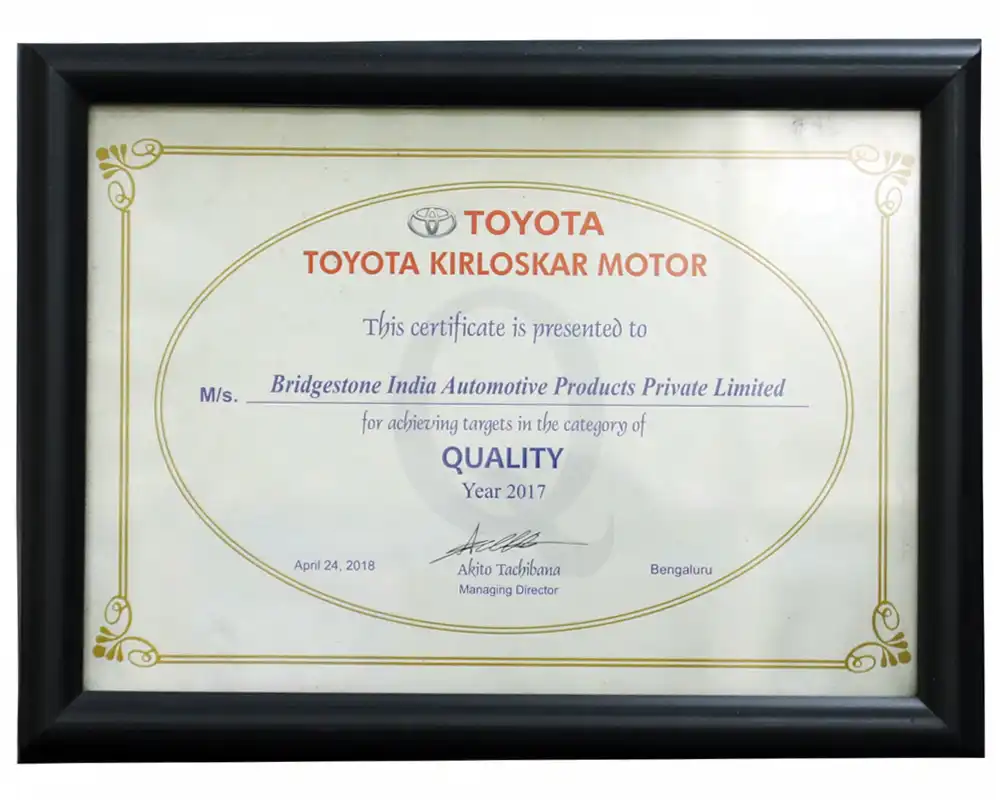 TOYOTA
TOYOTA KIRLOSKAR MOTOR
This certificate is presented to
M/s. Bridgestone India Automotive Products Private Limited
for achieving targets in the category of
QUALITY
Year 2017
April 24, 2018
Akito Tachibana
Managing Director
Bengaluru